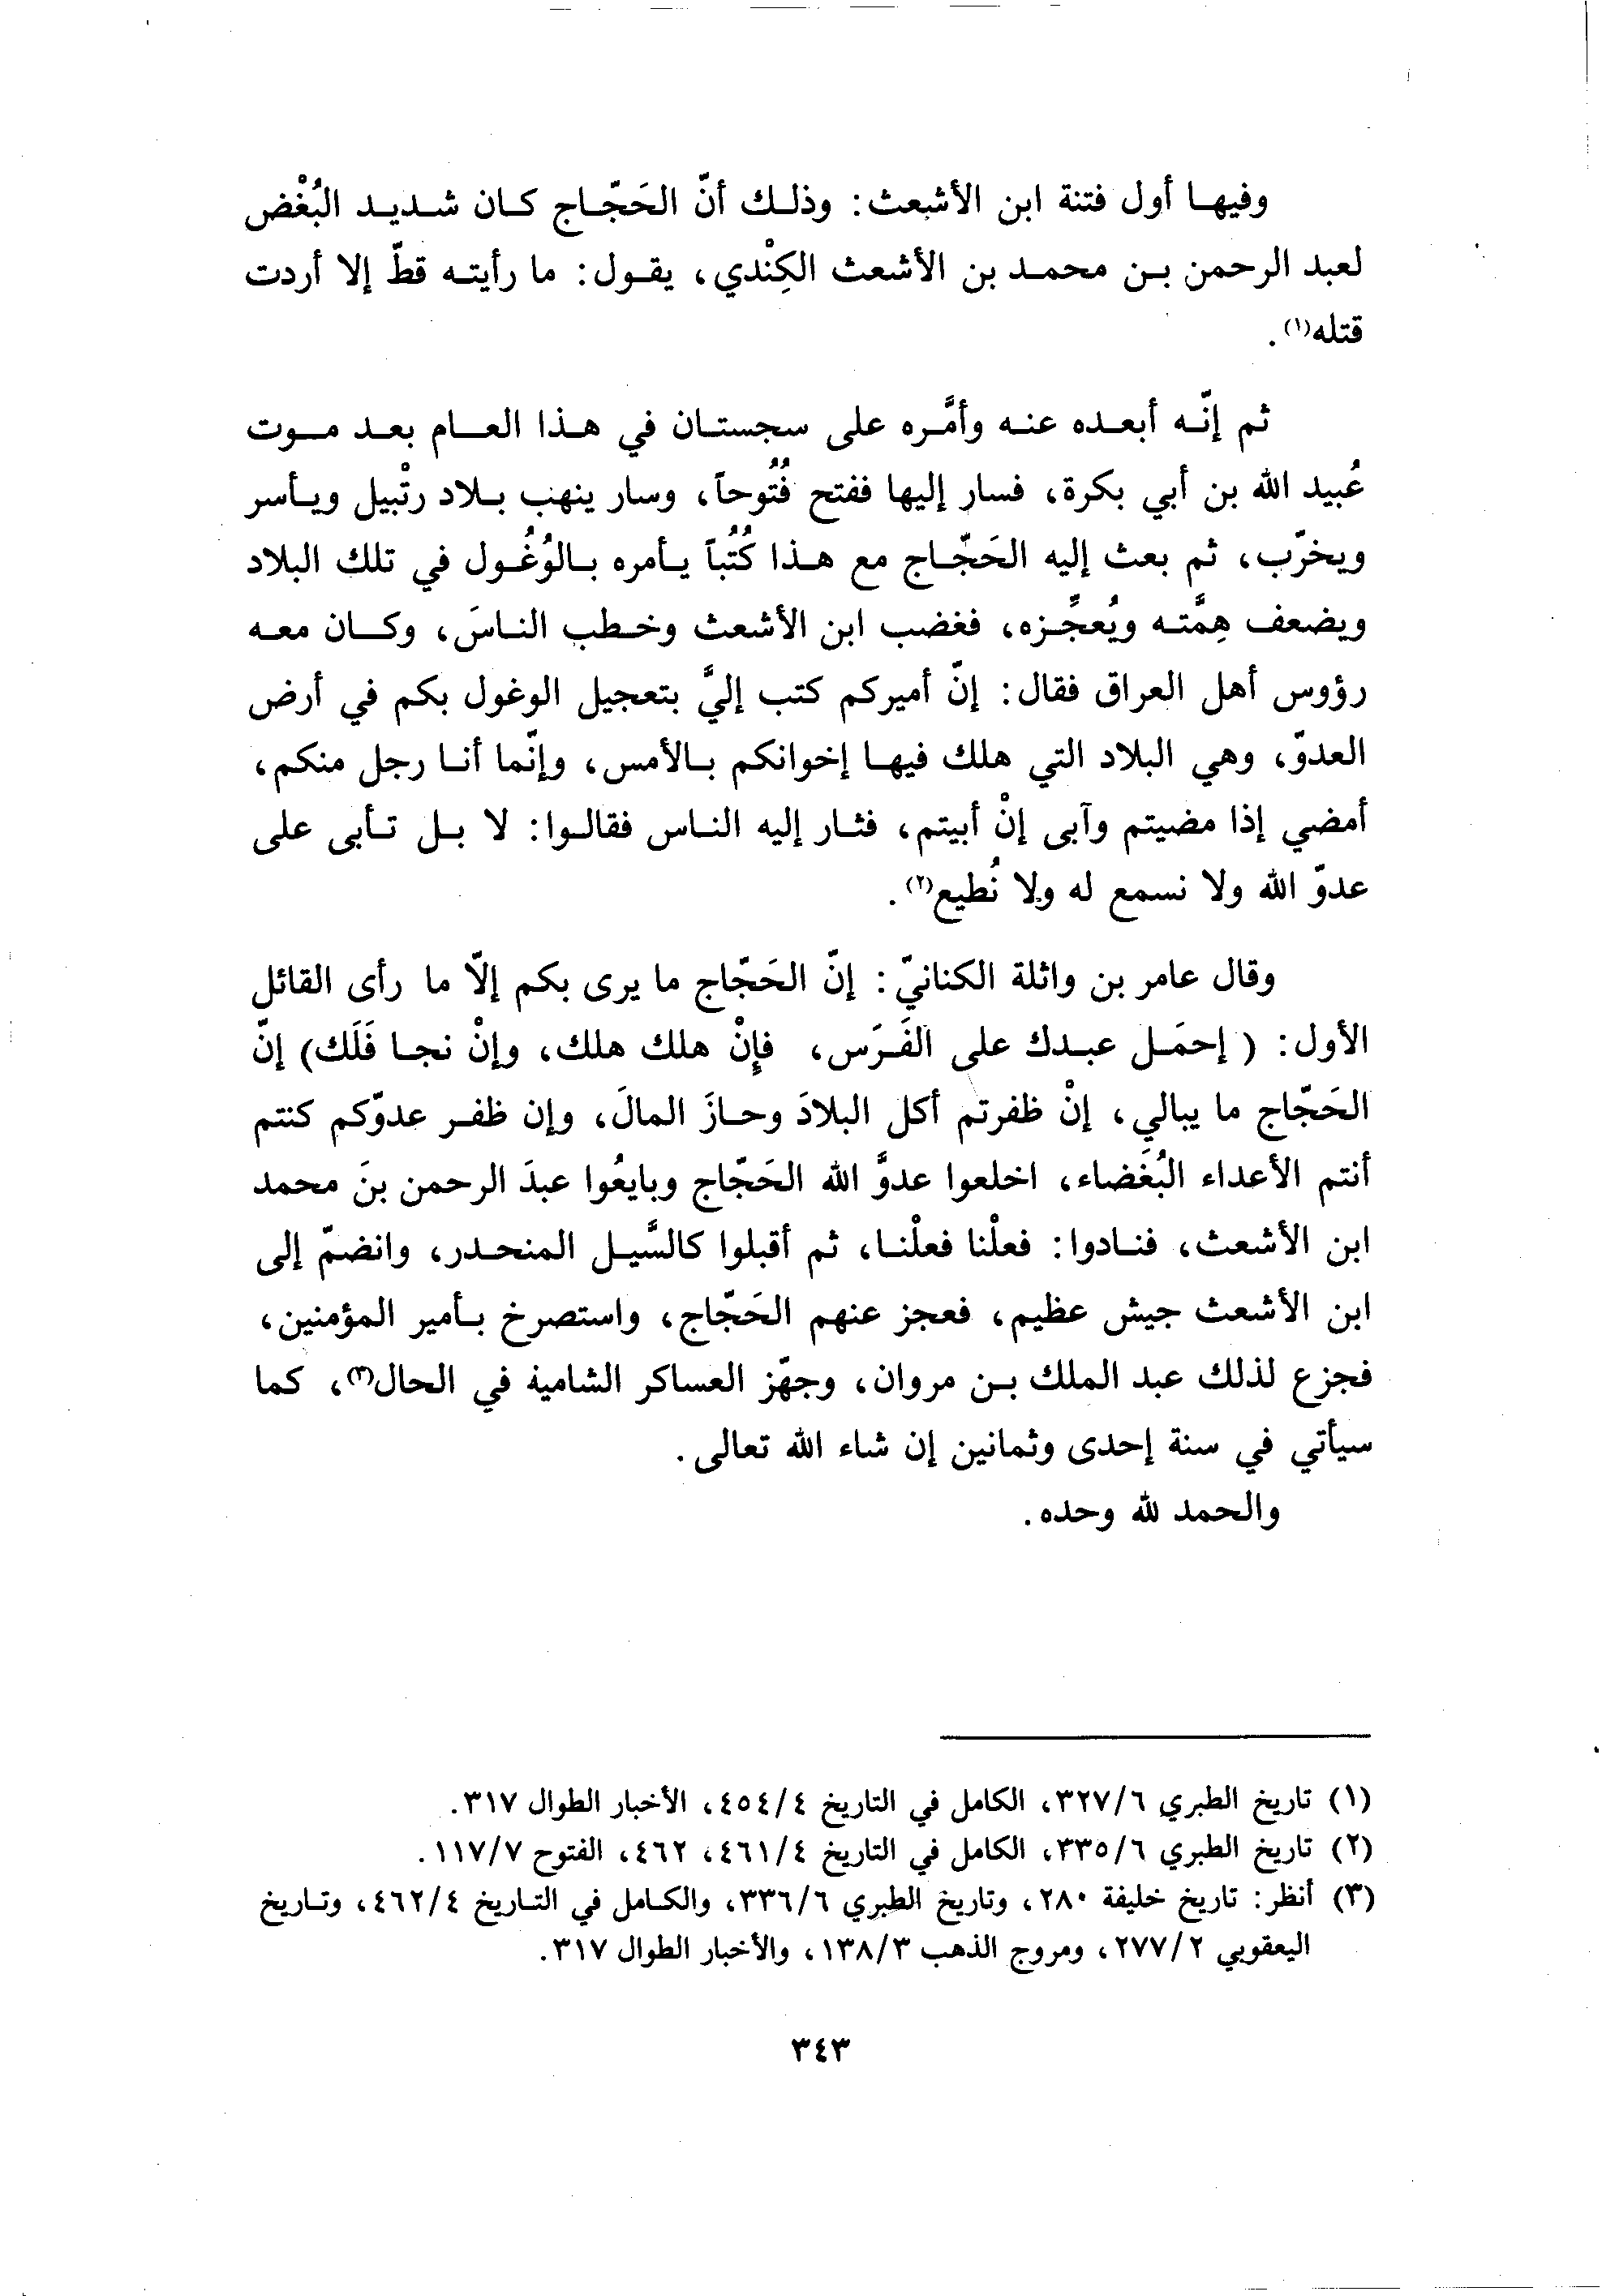 وفيها أول فتنة ابن الأشعث: وذلك أنّ الحَجّاج كان شديد البُغْض
لعبد الرحمن بن محمد بن الأشعث الكِنْدي، يقول: ما رأيته قطّ إلا أردت
قتله(١).
ثم إنّه أبعده عنه وأمَّره على سجستان في هذا العام بعد موت
عُبيد الله بن أبي بكرة، فسار إليها ففتح فُتُوحاً، وسار ينهب بلاد رتْبيل ويأسر
ويخرّب، ثم بعث إليه الحَجّاج مع هذا كُتُباً يأمره بالوُغُول في تلك البلاد
ويضعف هِمَّته ويُعجِّزه، فغضب ابن الأشعث وخطب الناسَ، وكان معه
رؤوس أهل العراق فقال: إنّ أميركم كتب إليَّ بتعجيل الوغول بكم في أرض
العدوّ، وهي البلاد التي هلك فيها إخوانكم بالأمس، وإنّما أنا رجل منكم،
أمضي إذا مضيتم وآبى إنْ أبيتم، فثار إليه الناس فقالوا: لا بل تأبى على
عدوّ الله ولا نسمع له ولا نُطيع(٢).
وقال عامر بن واثلة الكنانيّ: إنّ الحَجّاج ما يرى بكم إلّا ما رأى القائل
الأول: (إحمَل عبدك على الفَرَس، فإنْ هلك هلك، وإنْ نجا فَلَك) إنّ
الحَجّاج ما يبالي، إنْ ظفرتم أكل البلادَ وحازَ المالَ، وإن ظفر عدوّكم كنتم
أنتم الأعداء البُغَضاء، اخلعوا عدوَّ الله الحَجّاج وبايعُوا عبدَ الرحمن بنَ محمد
ابن الأشعث، فنادوا: فعلْنا فعلْنا، ثم أقبلوا كالسَّيل المنحدر، وانضمّ إلى
ابن الأشعث جيش عظيم، فعجز عنهم الحَجّاج، واستصرخ بأمير المؤمنين،
فجزع لذلك عبد الملك بن مروان، وجهّز العساكر الشامية في الحال(٣)، كما
سيأتي في سنة إحدى وثمانين إن شاء الله تعالى.
والحمد لله وحده.
(١) تاريخ الطبري ٣٢٧/٦، الكامل في التاريخ ٤٥٤/٤، الأخبار الطوال ٣١٧.
(٢) تاريخ الطبري ٣٣٥/٦، الكامل في التاريخ ٤٦١/٤، ٤٦٢، الفتوح ١١٧/٧.
(٣) أنظر: تاريخ خليفة ٢٨٠، وتاريخ الطبري ٣٣٦/٦، والكامل في التاريخ ٤٦٢/٤، وتاريخ
اليعقوبي ٢٧٧/٢، ومروج الذهب ١٣٨/٣، والأخبار الطوال ٣١٧.
٣٤٣